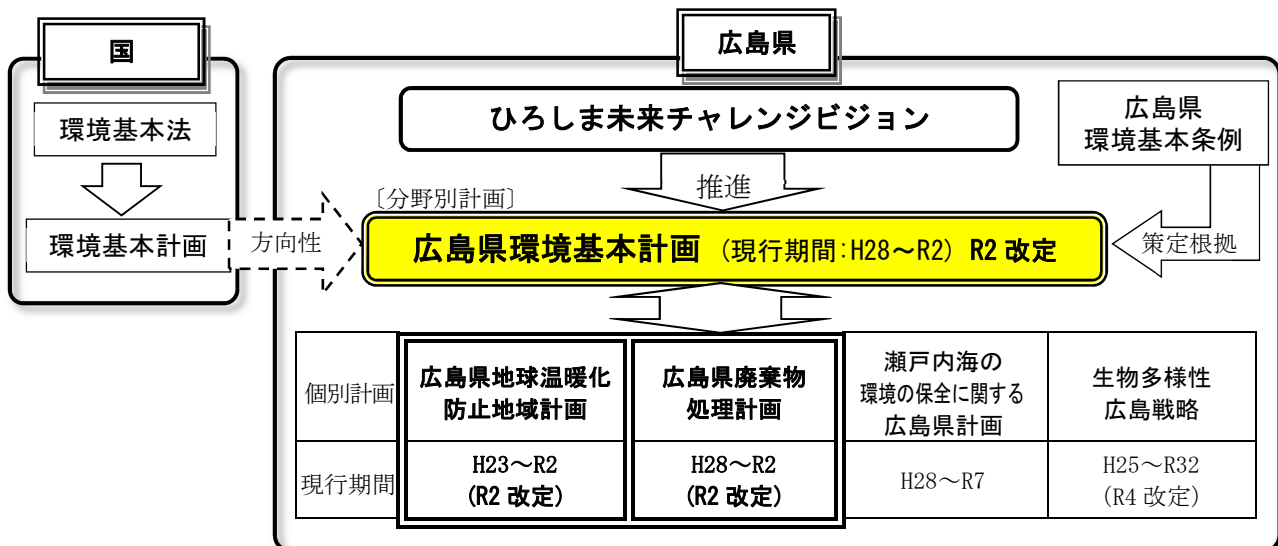 国
環境基本法
環境基本計画
方向性
広島県
ひろしま未来チャレンジビジョン
広島県
環境基本条例
推進
〔分野別計画〕
広島県環境基本計画 (現行期間:H28～R2) R2 改定
策定根拠
個別計画
広島県地球温暖化
防止地域計画
広島県廃棄物
処理計画
瀬戸内海の
環境の保全に関する
広島県計画
生物多様性
広島戦略
現行期間
H23～R2
(R2 改定)
H28～R2
(R2 改定)
H28～R7
H25～R32
(R4 改定)